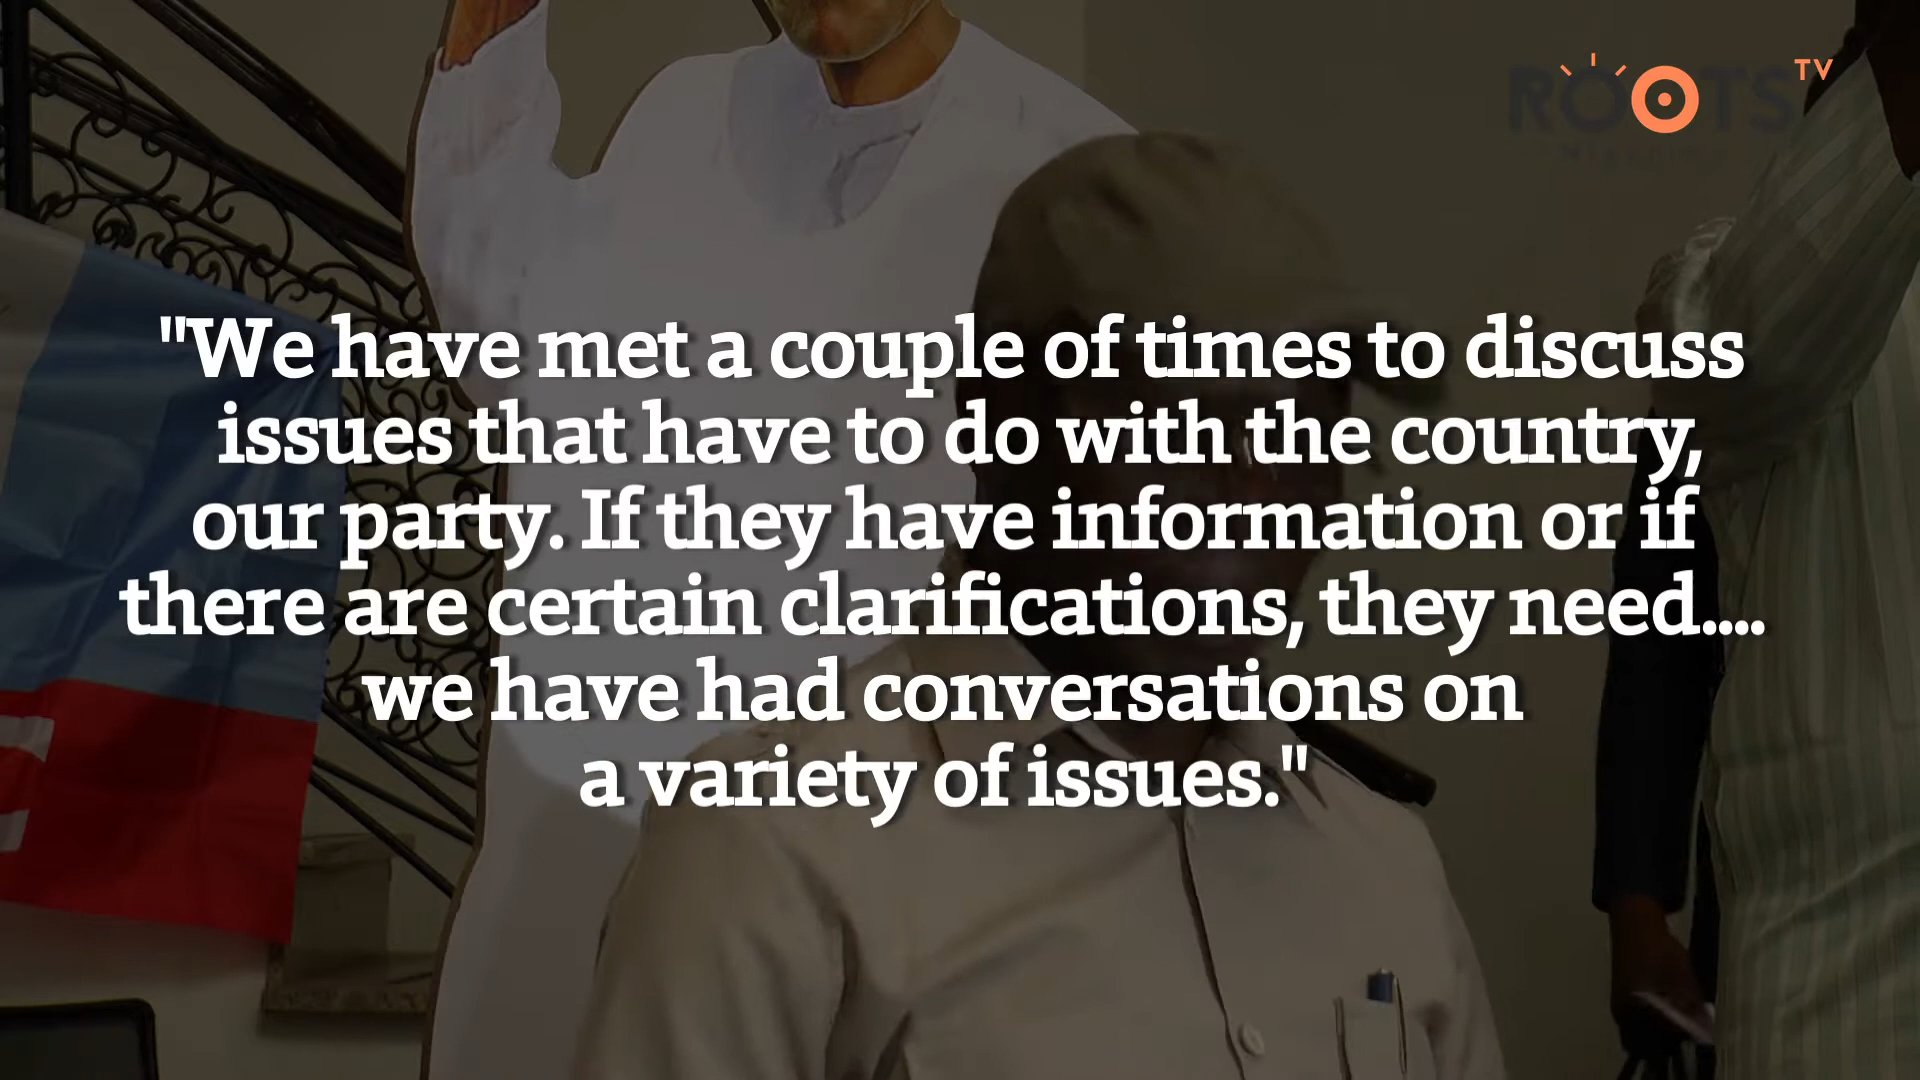 ROOTS TV
"We have met a couple of times to discuss
issues that have to do with the country,
our party. If they have information or if
there are certain clarifications, they need....
we have had conversations on
a variety of issues."